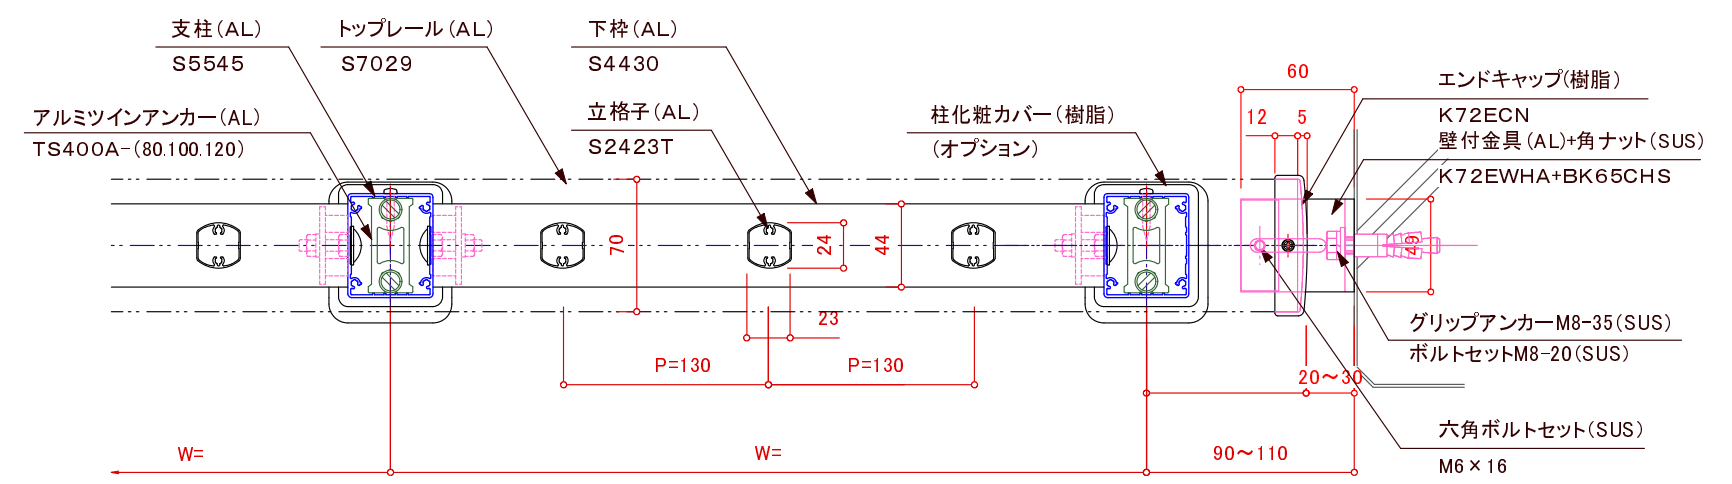 支柱(AL)
S5545
トップレール(AL)
S7029
下枠(AL)
S4430
アルミツインアンカー(AL)
TS400A-(80.100.120)
立格子(AL)
S2423T
柱化粧カバー(樹脂)
(オプション)
エンドキャップ(樹脂)
K72ECN
壁付金具(AL)+角ナット(SUS)
K72EWHA+BK65CHS
60
12
5
70
24
44
49
23
P=130
P=130
グリップアンカーM8-35(SUS)
ボルトセットM8-20(SUS)
20～30
六角ボルトセット(SUS)
M6×16
W=
W=
90～110